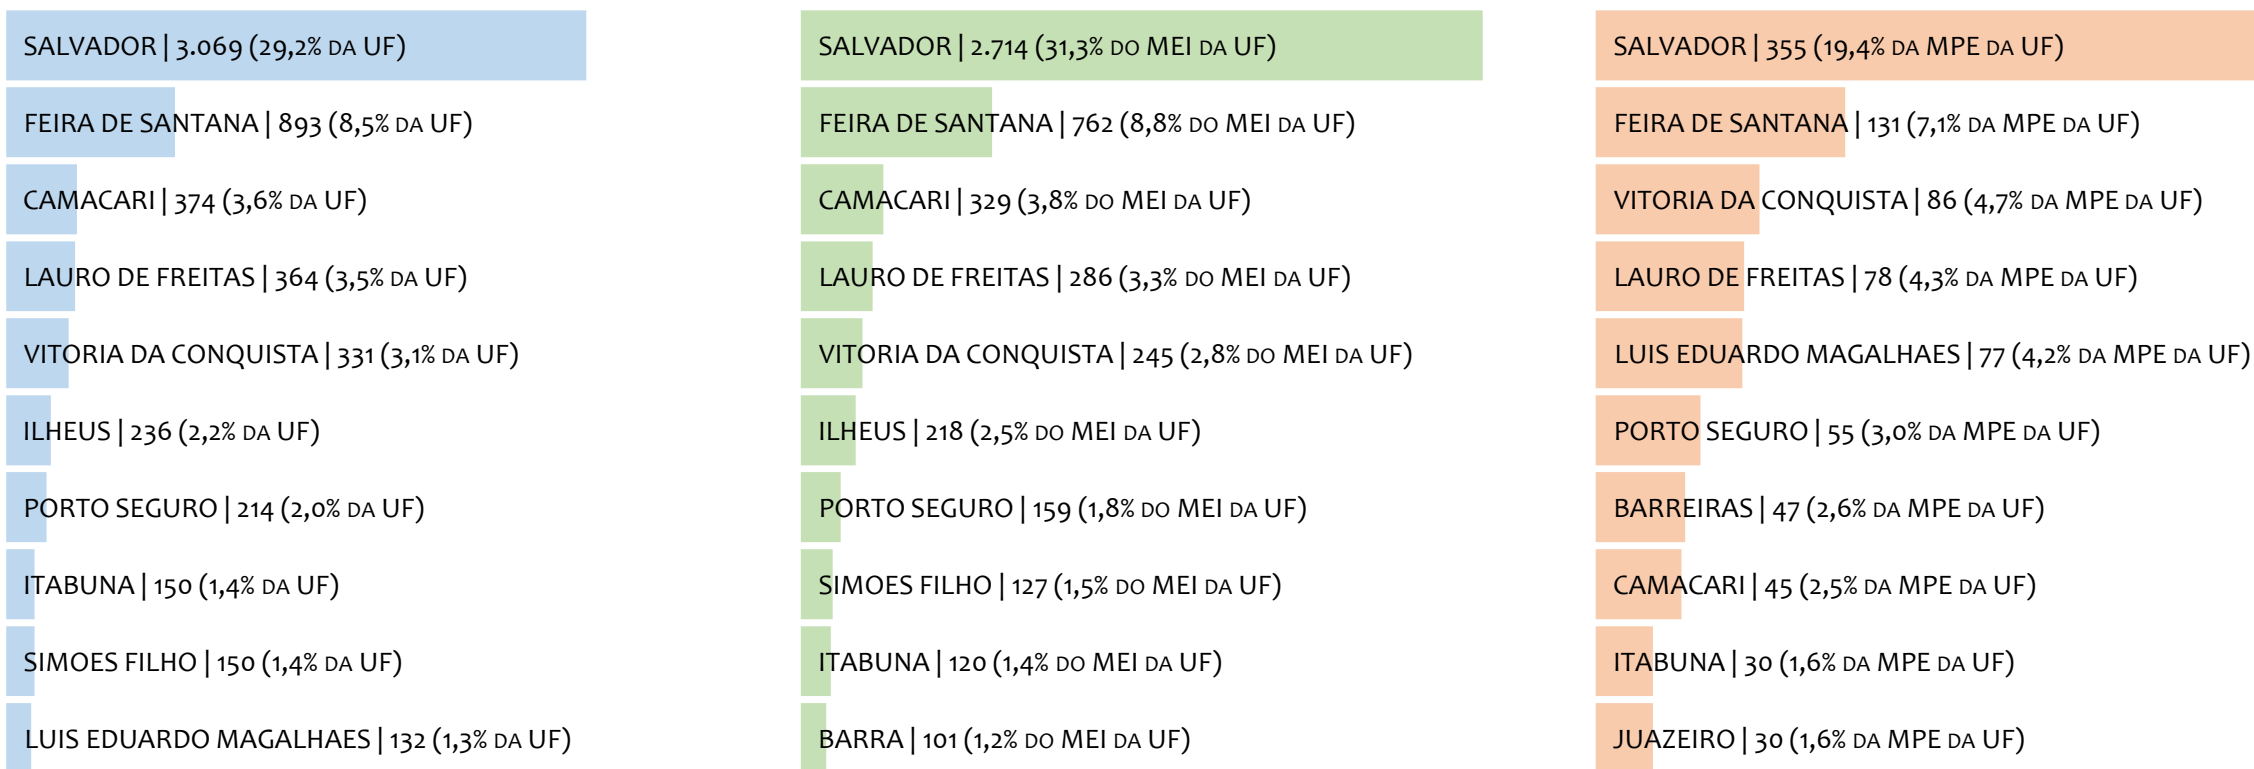 SALVADOR | 3.069 (29,2% DA UF)
FEIRA DE SANTANA | 893 (8,5% DA UF)
CAMACARI | 374 (3,6% DA UF)
LAURO DE FREITAS | 364 (3,5% DA UF)
VITORIA DA CONQUISTA | 331 (3,1% DA UF)
ILHEUS | 236 (2,2% DA UF)
PORTO SEGURO | 214 (2,0% DA UF)
ITABUNA | 150 (1,4% DA UF)
SIMOES FILHO | 150 (1,4% DA UF)
LUIS EDUARDO MAGALHAES | 132 (1,3% DA UF)
SALVADOR | 2.714 (31,3% DO MEI DA UF)
FEIRA DE SANTANA | 762 (8,8% DO MEI DA UF)
CAMACARI | 329 (3,8% DO MEI DA UF)
LAURO DE FREITAS | 286 (3,3% DO MEI DA UF)
VITORIA DA CONQUISTA | 245 (2,8% DO MEI DA UF)
ILHEUS | 218 (2,5% DO MEI DA UF)
PORTO SEGURO | 159 (1,8% DO MEI DA UF)
SIMOES FILHO | 127 (1,5% DO MEI DA UF)
ITABUNA | 120 (1,4% DO MEI DA UF)
BARRA | 101 (1,2% DO MEI DA UF)
SALVADOR | 355 (19,4% DA MPE DA UF)
FEIRA DE SANTANA | 131 (7,1% DA MPE DA UF)
VITORIA DA CONQUISTA | 86 (4,7% DA MPE DA UF)
LAURO DE FREITAS | 78 (4,3% DA MPE DA UF)
LUIS EDUARDO MAGALHAES | 77 (4,2% DA MPE DA UF)
PORTO SEGURO | 55 (3,0% DA MPE DA UF)
BARREIRAS | 47 (2,6% DA MPE DA UF)
CAMACARI | 45 (2,5% DA MPE DA UF)
ITABUNA | 30 (1,6% DA MPE DA UF)
JUAZEIRO | 30 (1,6% DA MPE DA UF)